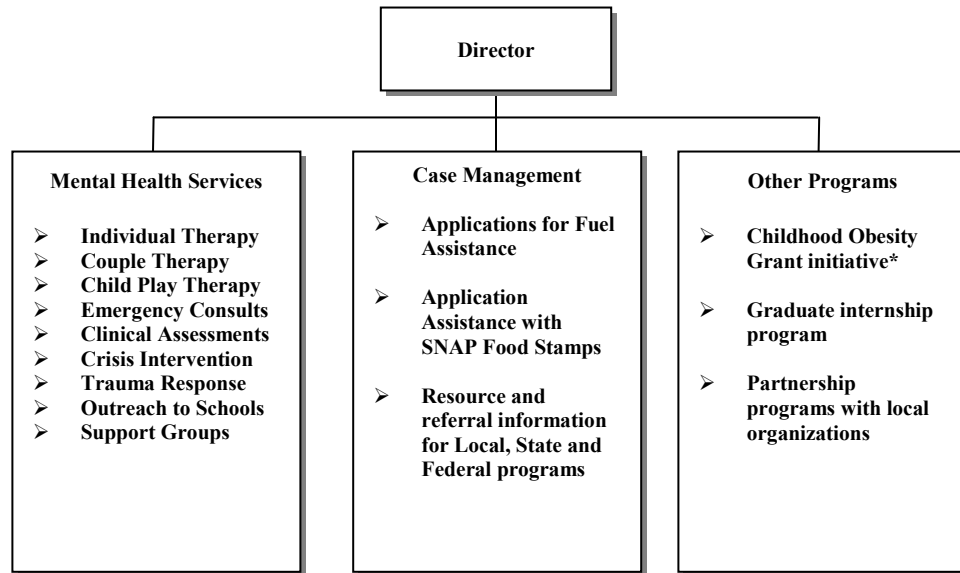 Director
Mental Health Services
➢ Individual Therapy
➢ Couple Therapy
➢ Child Play Therapy
➢ Emergency Consults
➢ Clinical Assessments
➢ Crisis Intervention
➢ Trauma Response
➢ Outreach to Schools
➢ Support Groups
Case Management
➢ Applications for Fuel
Assistance
➢ Application
Assistance with
SNAP Food Stamps
➢ Resource and
referral information
for Local, State and
Federal programs
Other Programs
➢ Childhood Obesity
Grant initiative*
➢ Graduate internship
program
➢ Partnership
programs with local
organizations